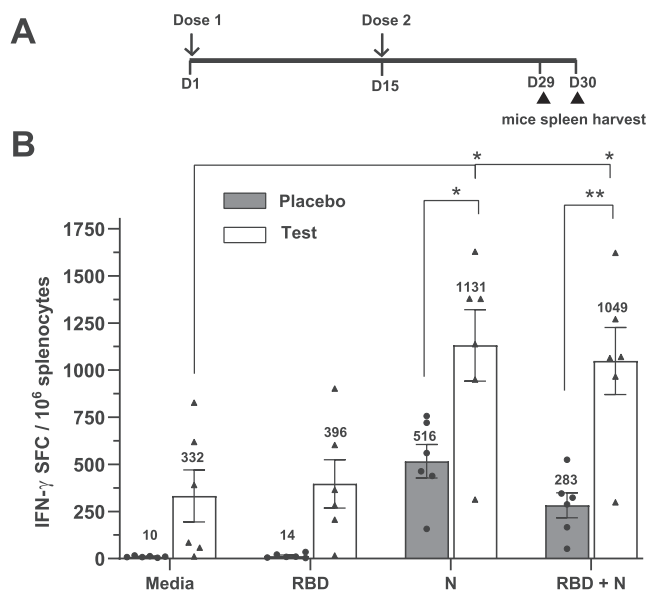 A
Dose 1 Dose 2
D1 D15 D29 D30
mice spleen harvest
B
* *
* **
Placebo
Test
IFN-γ SFC / 10⁶ splenocytes
1750
1500
1250
1000
750
500
250
0
10 332 14 396 516 1131 283 1049
Media RBD N RBD + N